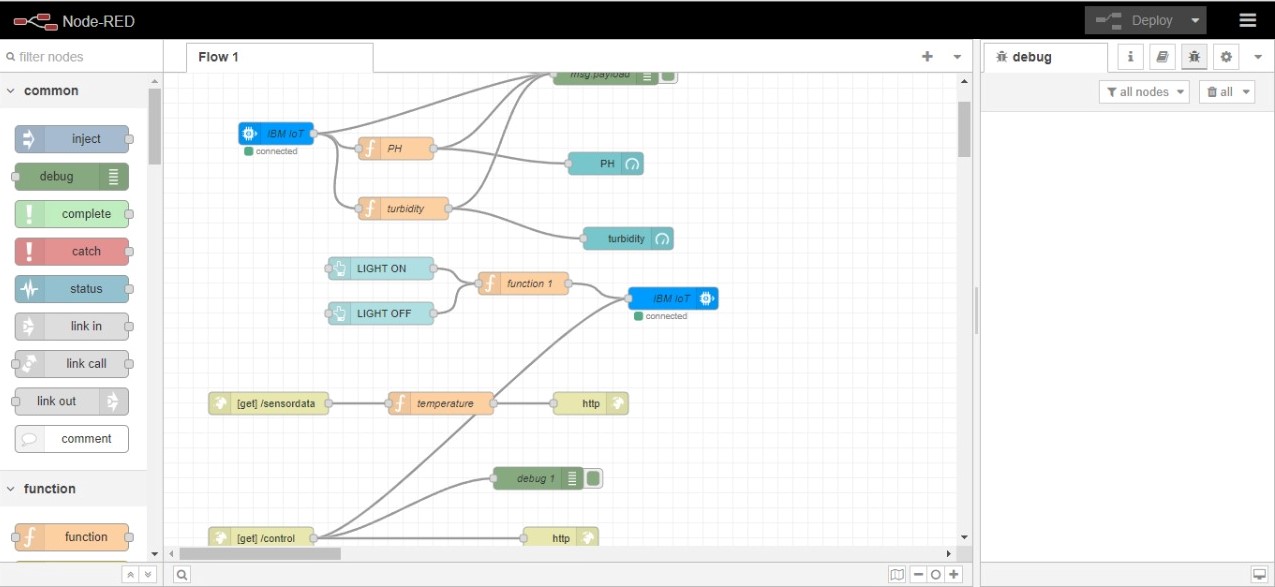 Node-RED
Deploy
filter nodes
Flow 1
debug
i
all nodes
all
common
inject
debug
complete
catch
status
link in
link call
link out
comment
function
function
msg.payload
IBM IoT
connected
PH
PH
turbidity
turbidity
LIGHT ON
LIGHT OFF
function 1
IBM IoT
connected
[get] /sensordata
temperature
http
debug 1
[get] /control
http